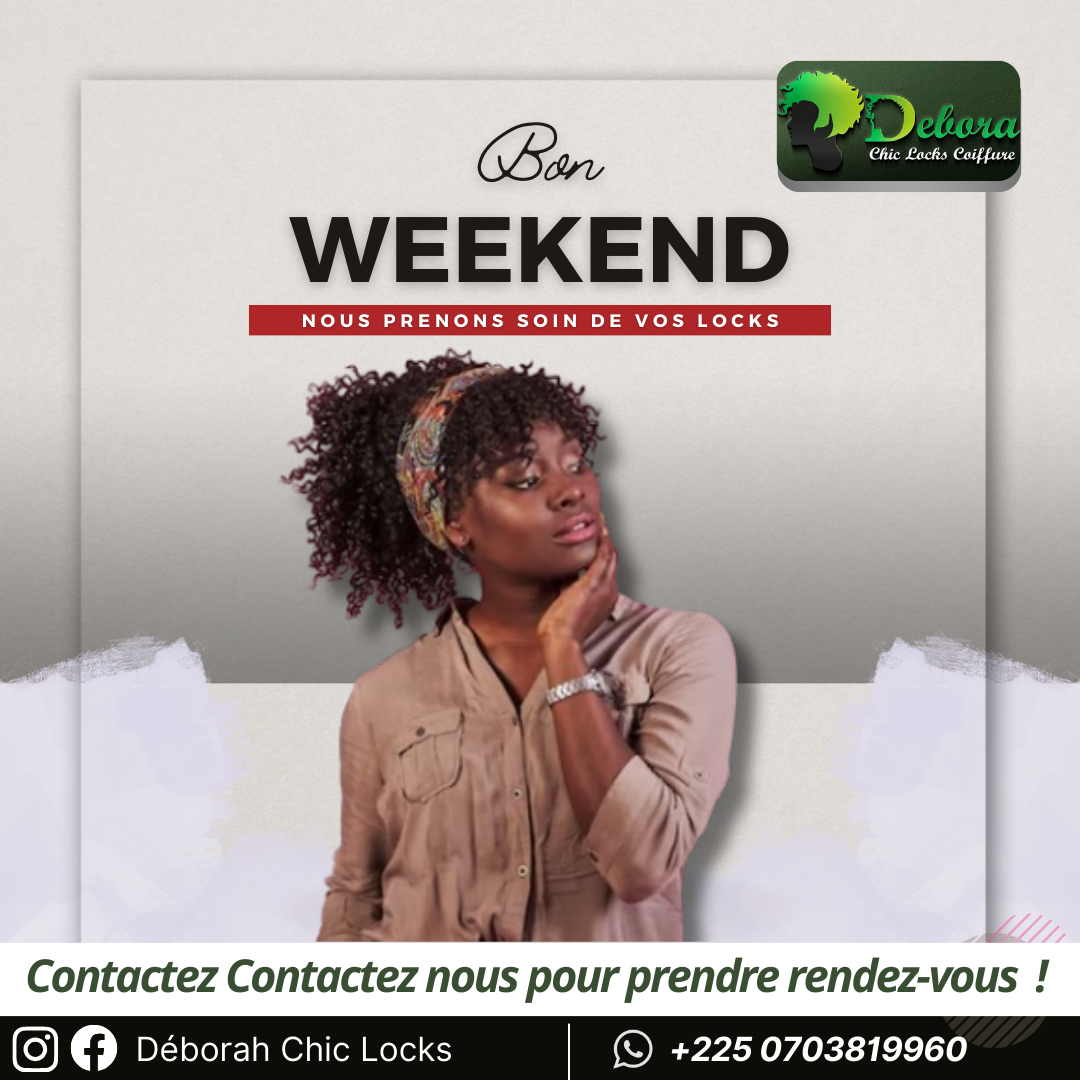 Debora
Chic Locks Coiffure
Bon
WEEKEND
NOUS PRENONS SOIN DE VOS LOCKS
Contactez Contactez nous pour prendre rendez-vous !
Déborah Chic Locks
+225 0703819960